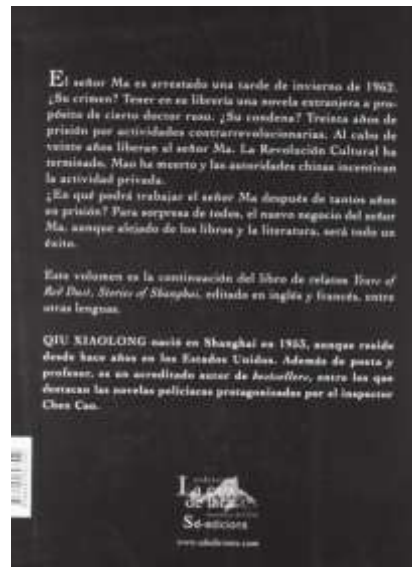 El señor Ma es arrestado una tarde de invierno de 1962.
¿Su crimen? Tener en su librería una novela extranjera a pro-
pósito de cierto doctor ruso. ¿Su condena? Treinta años de
prisión por actividades contrarrevolucionarias. Al cabo de
veinte años liberan al señor Ma. La Revolución Cultural ha
terminado, Mao ha muerto y las autoridades chinas incentivan
la actividad privada.
¿En qué podrá trabajar el señor Ma después de tantos años
en prisión? Para sorpresa de todos, el nuevo negocio del señor
Ma, aunque alejado de los libros y la literatura, será todo un
éxito.
Este volumen es la continuación del libro de relatos Years of
Red Dust, Stories of Shanghai, editado en inglés y francés, entre
otras lenguas.
QIU XIAOLONG nació en Shanghai en 1953, aunque reside
desde hace años en los Estados Unidos. Además de poeta y
profesor, es un acreditado autor de bestsellers, entre los que
destacan las novelas policiacas protagonizadas por el inspector
Chen Cao.
La
de
Sd·edicions
www.sdedicions.com